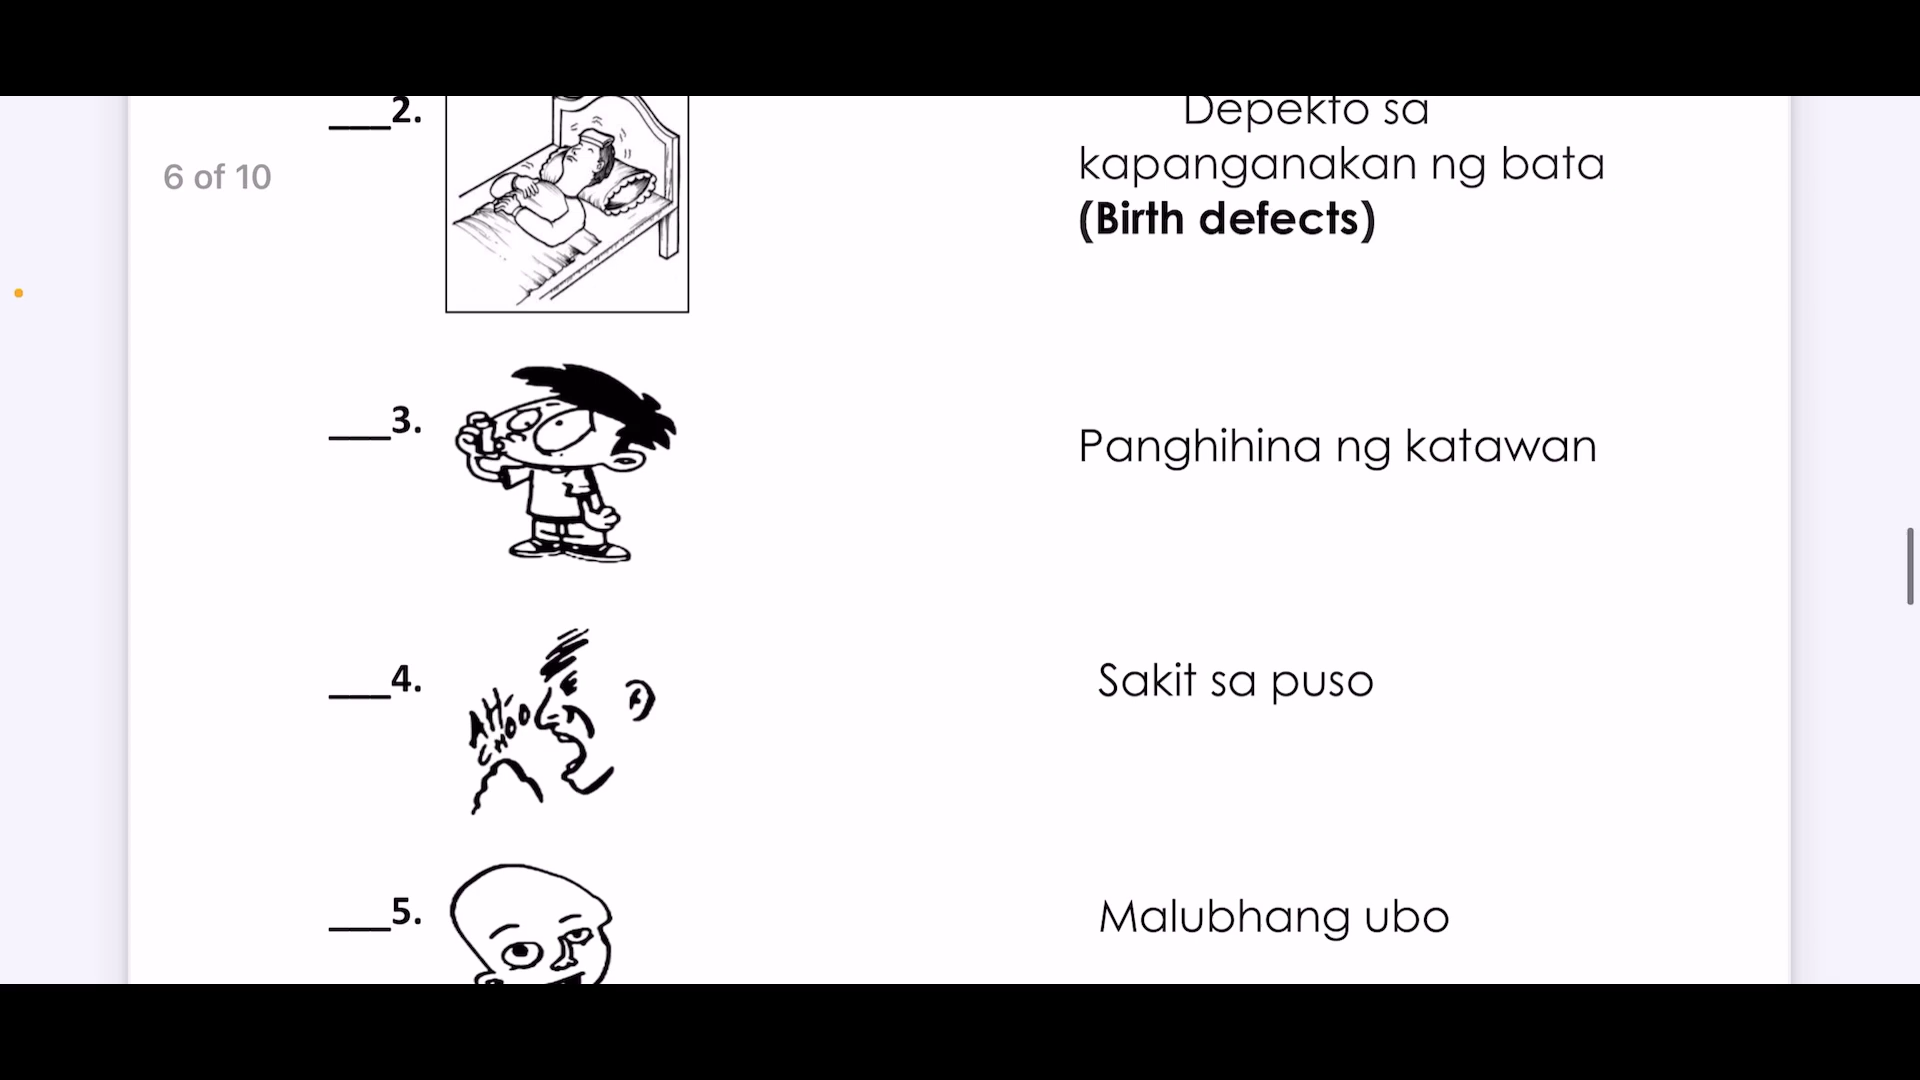 ___2.
Depekto sa
kapanganakan ng bata
(Birth defects)
6 of 10
___3.
Panghihina ng katawan
___4.
AH-
CHOO
Sakit sa puso
___5.
Malubhang ubo